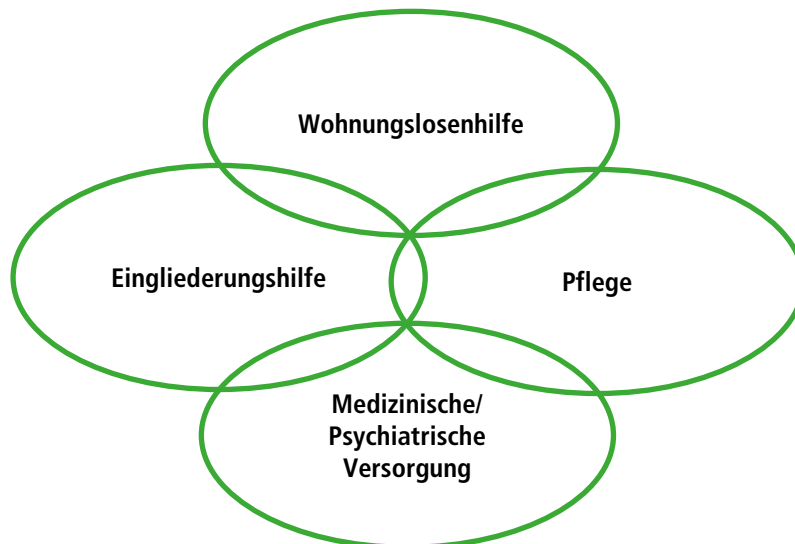 Wohnungslosenhilfe
Eingliederungshilfe
Pflege
Medizinische/
Psychiatrische
Versorgung